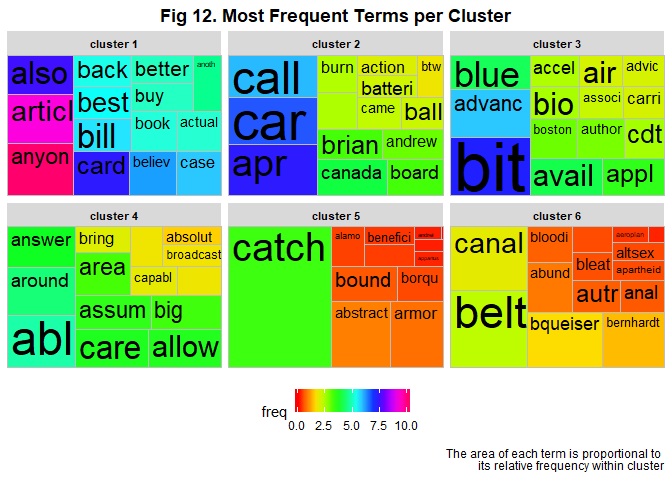 Fig 12. Most Frequent Terms per Cluster
cluster 1
also
back
better
anoth
buy
articl
best
bill
book
actual
anyon
card
believ
case
cluster 2
call
burn
action
btw
batteri
car
came
ball
brian
andrew
apr
canada
board
cluster 3
blue
accel
air
advic
advanc
bio
associ
carri
boston
author
cdt
bit
avail
appl
cluster 4
answer
bring
absolut
broadcast
around
area
capabl
assum
big
abl
care
allow
cluster 5
catch
alamo
benefici
bound
borqu
abstract
armor
cluster 6
canal
bloodi
aeroplan
altsex
abund
bleat
apartheid
belt
autr
anal
bqueiser
bernhardt
freq
0.0 2.5 5.0 7.5 10.0
The area of each term is proportional to
its relative frequency within cluster